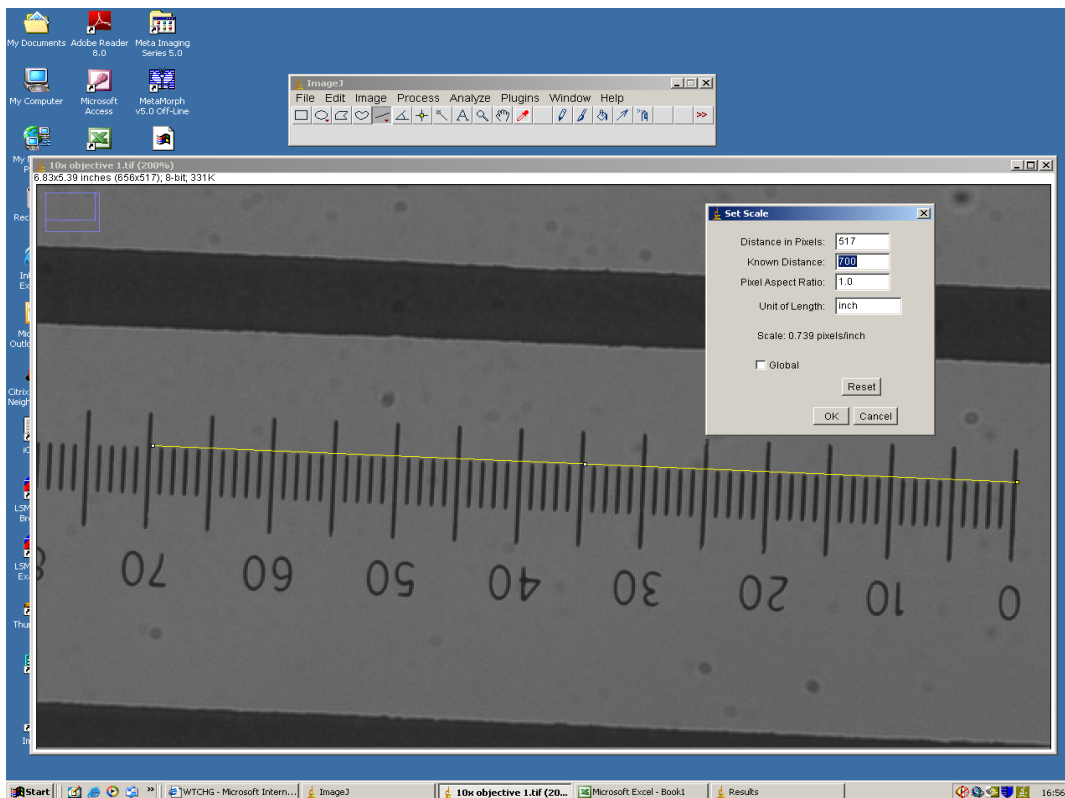 My Documents
Adobe Reader 8.0
Meta Imaging Series 5.0
My Computer
Microsoft Access
MetaMorph v5.0 Off-Line
ImageJ
File Edit Image Process Analyze Plugins Window Help
10x objective 1.tif (200%)
6.83x5.39 inches (656x517); 8-bit; 331K
Set Scale
Distance in Pixels: 517
Known Distance: 700
Pixel Aspect Ratio: 1.0
Unit of Length: inch
Scale: 0.739 pixels/inch
Global
Reset
OK Cancel
70 60 50 40 30 20 10 0
Start
WTCHG - Microsoft Intern...
ImageJ
10x objective 1.tif (20...
Microsoft Excel - Book1
Results
16:56